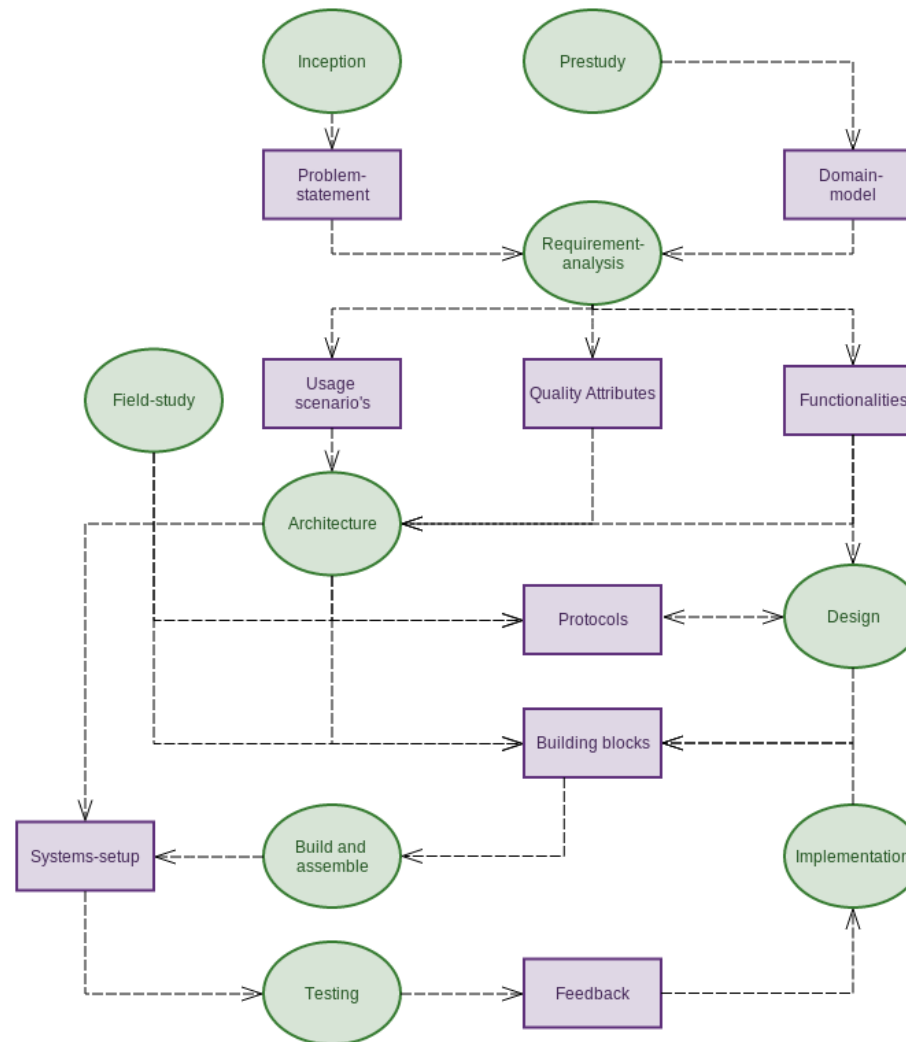 Inception
Prestudy
Problem-
statement
Domain-
model
Requirement-
analysis
Usage
scenario's
Quality Attributes
Functionalities
Field-study
Architecture
Protocols
Design
Building blocks
Systems-setup
Build and
assemble
Implementation
Testing
Feedback